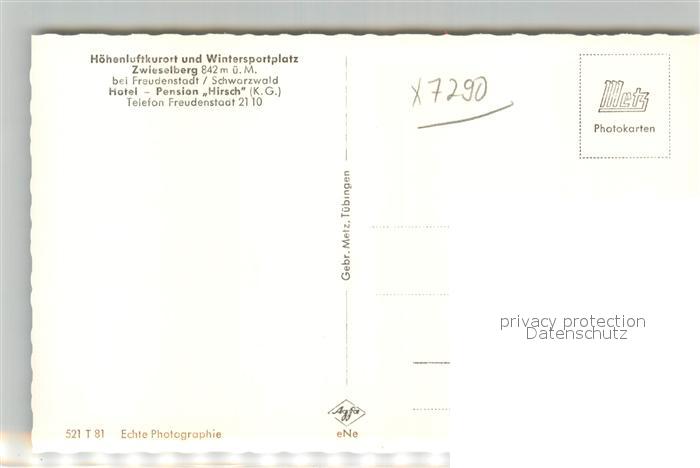 Höhenluftkurort und Wintersportplatz
Zwieselberg 842 m ü. M.
bei Freudenstadt / Schwarzwald
Hotel – Pension „Hirsch" (K.G.)
Telefon Freudenstadt 21 10
x 7290
Metz
Photokarten
Gebr. Metz, Tübingen
privacy protection
Datenschutz
Agfa
521 T 81 Echte Photographie
eNe